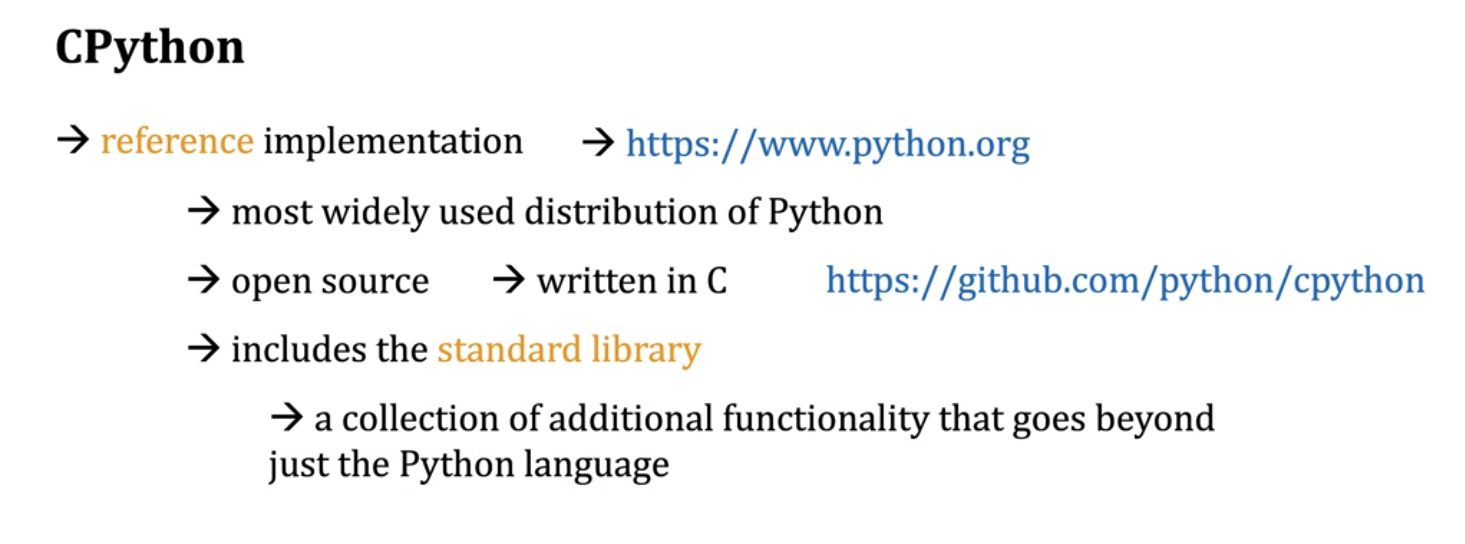 CPython
→ reference implementation → https://www.python.org
→ most widely used distribution of Python
→ open source → written in C https://github.com/python/cpython
→ includes the standard library
→ a collection of additional functionality that goes beyond
just the Python language